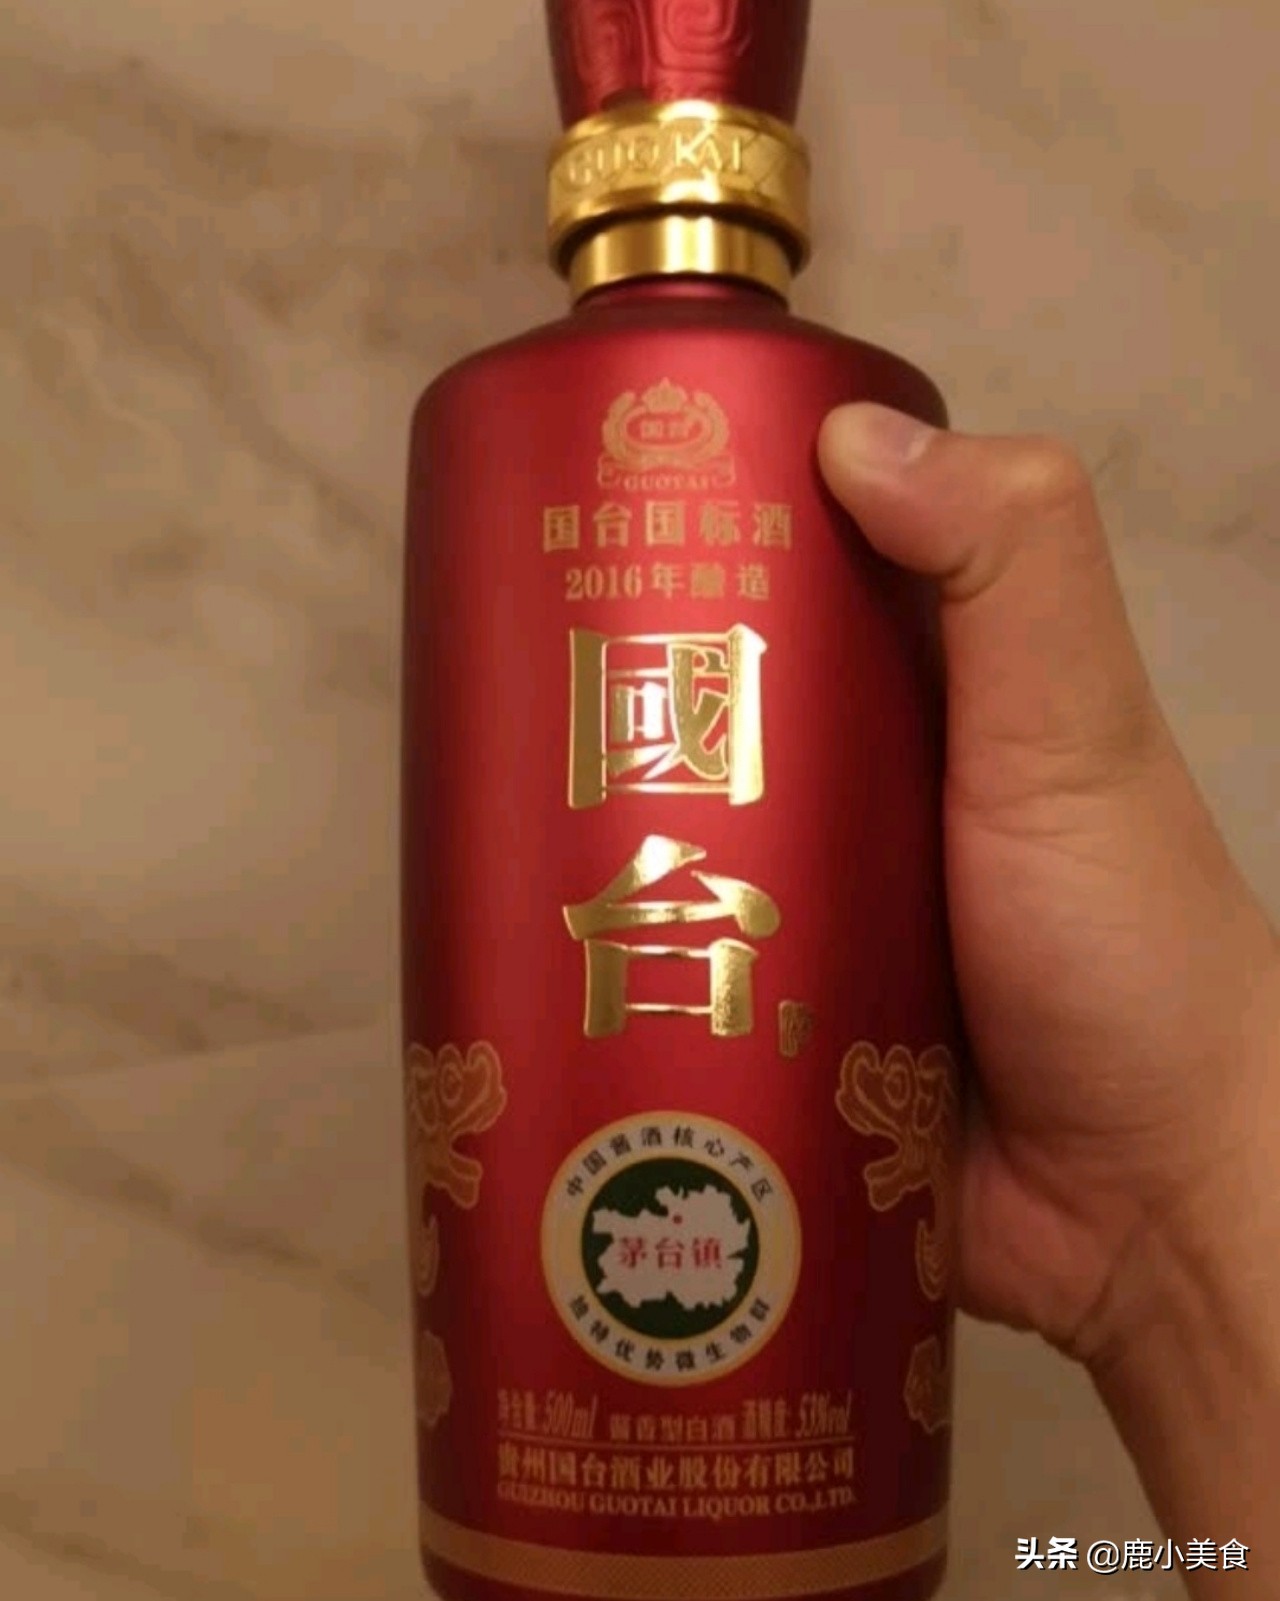 GUOTAI
国台
GUOTAI
国台国标酒
2016年酿造
國
台
中国酱酒核心产区
茅台镇
独特优势微生物群
净含量:500ml 酱香型白酒 酒精度:53%vol
贵州国台酒业股份有限公司
GUIZHOU GUOTAI LIQUOR CO.,LTD.
头条 @鹿小美食